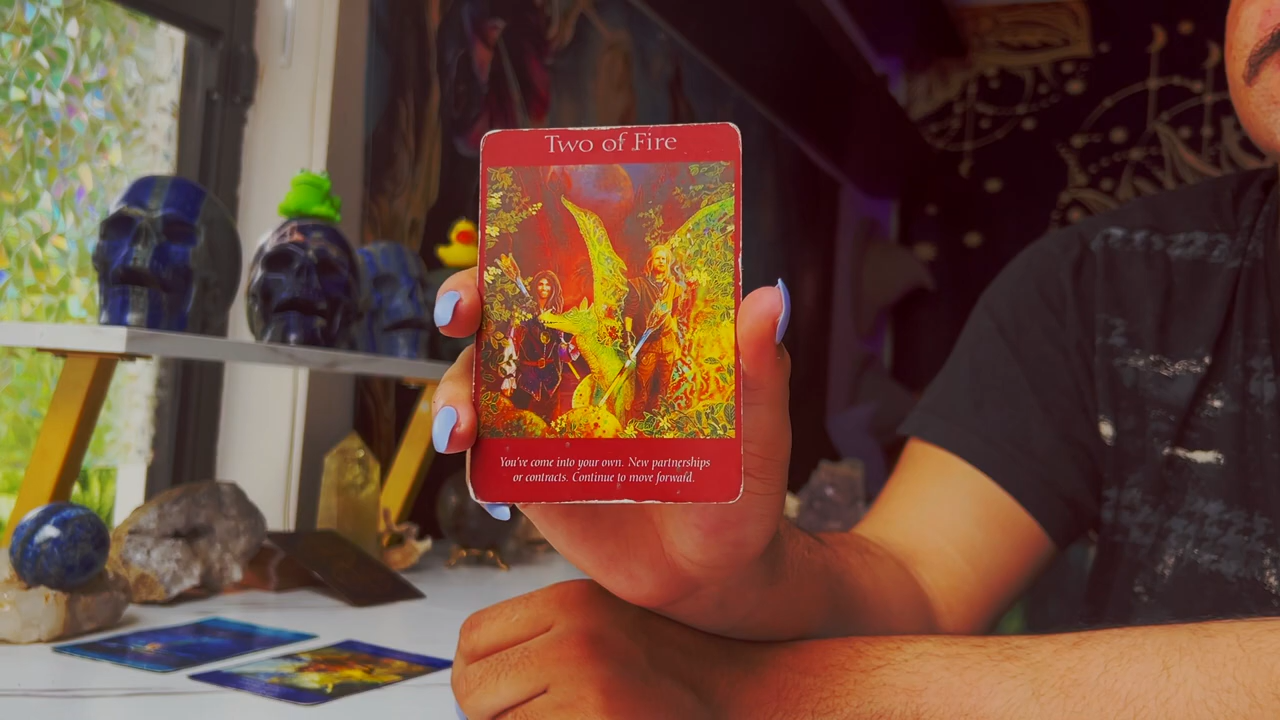 Two of Fire
You've come into your own. New partnerships
or contracts. Continue to move forward.